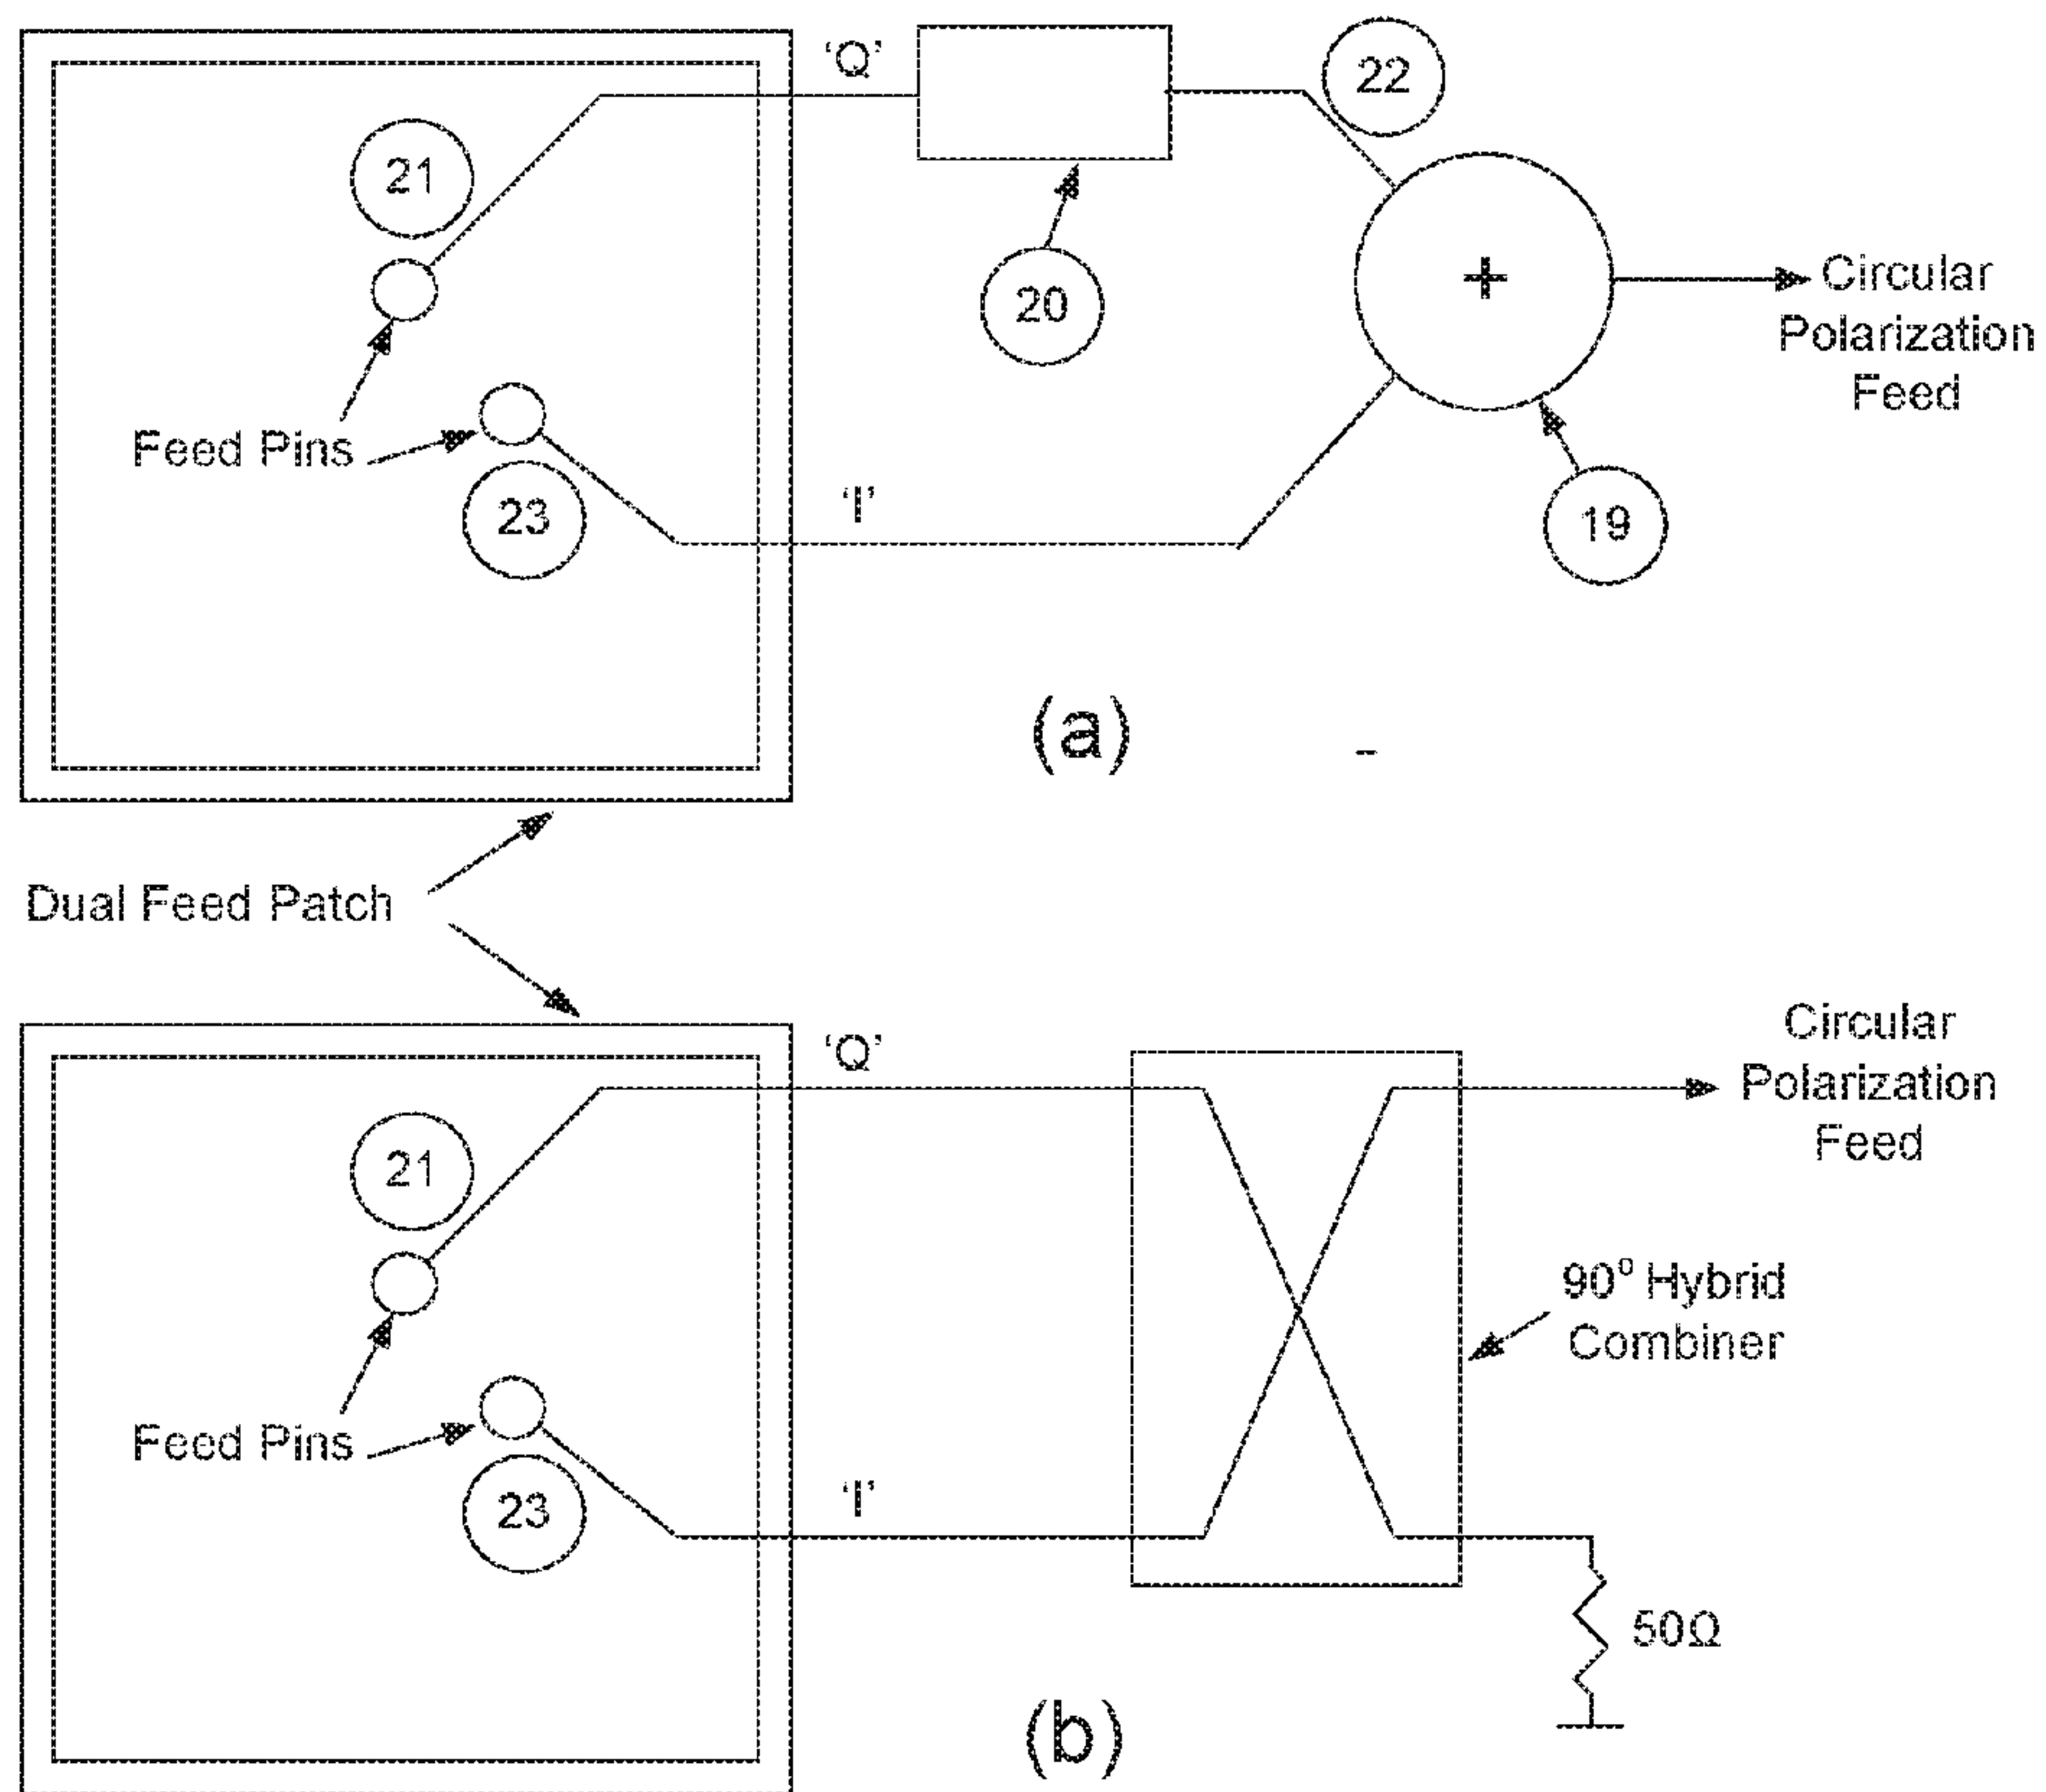 'Q'
22
21
20
+
Circular
Polarization
Feed
Feed Pins
23
'I'
19
(a)
-
Dual Feed Patch
'Q'
Circular
Polarization
Feed
21
90° Hybrid
Combiner
Feed Pins
23
'I'
50Ω
(b)